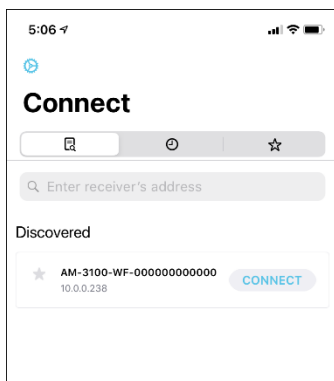 5:06
Connect
Enter receiver's address
Discovered
AM-3100-WF-000000000000
10.0.0.238
CONNECT